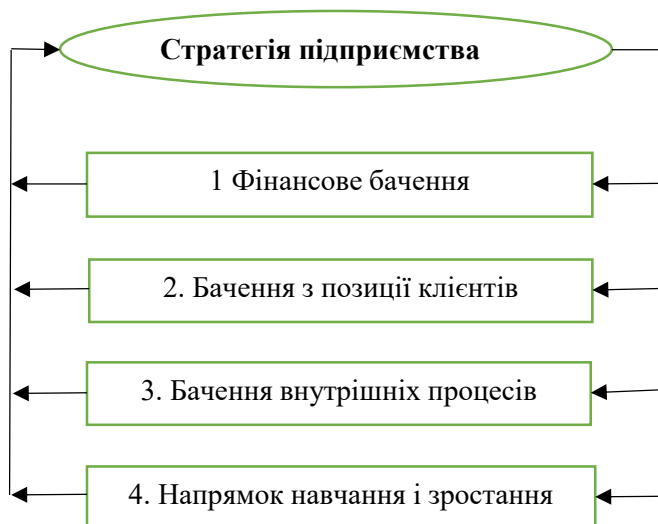 Стратегія підприємства
1 Фінансове бачення
2. Бачення з позиції клієнтів
3. Бачення внутрішніх процесів
4. Напрямок навчання і зростання